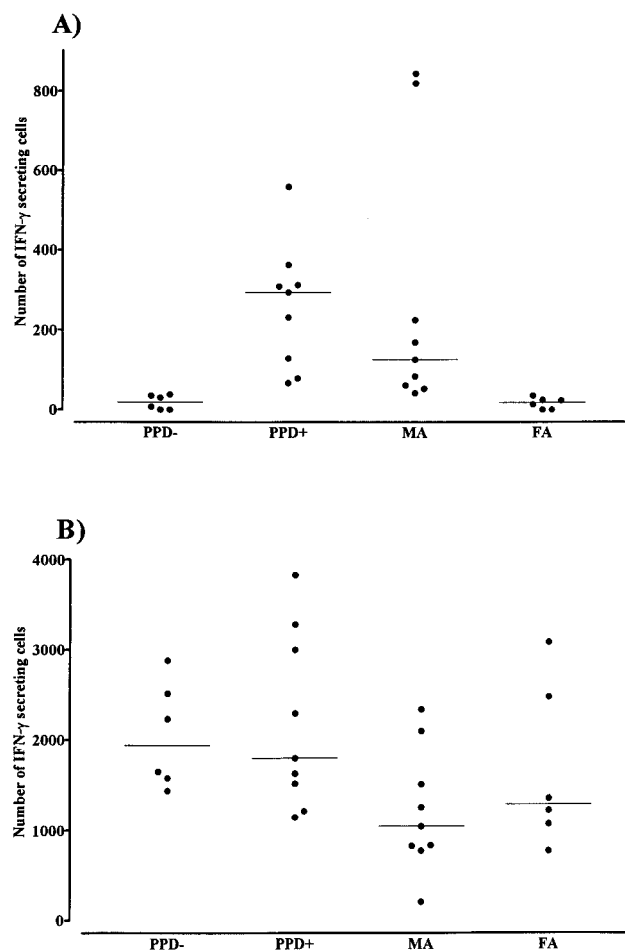 A)
Number of IFN-γ secreting cells
800
600
400
200
0
PPD- PPD+ MA FA
B)
Number of IFN-γ secreting cells
4000
3000
2000
1000
0
PPD- PPD+ MA FA